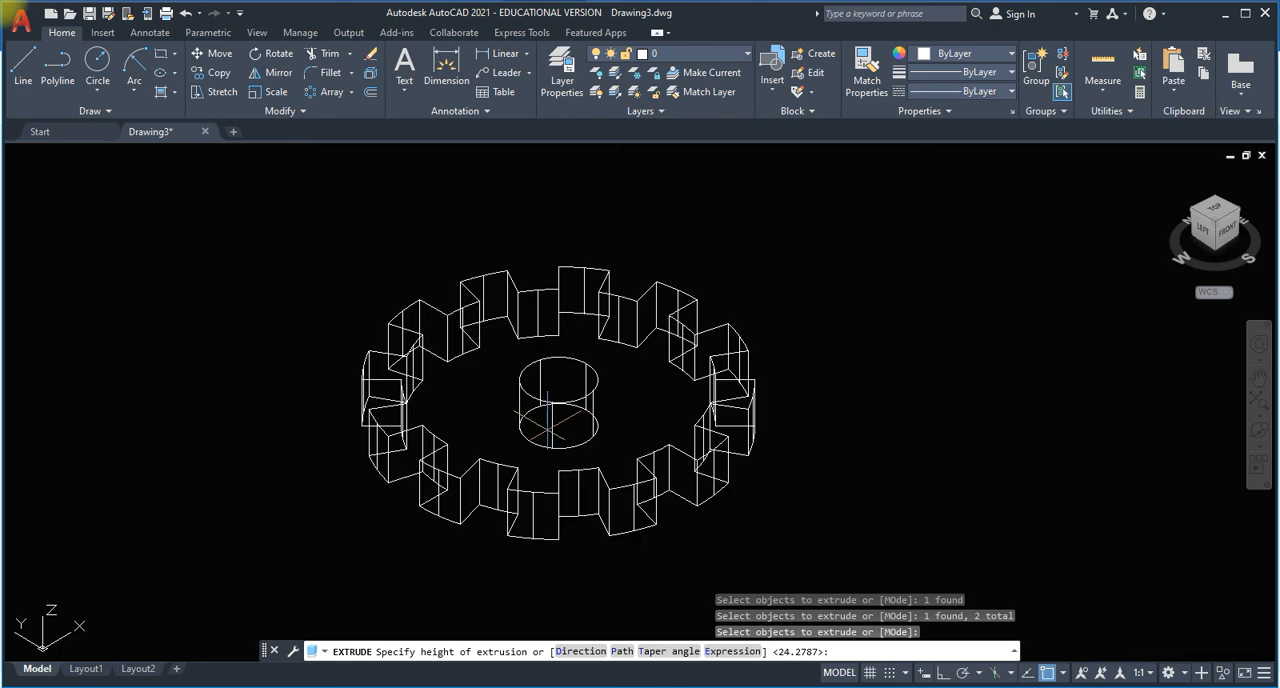 Autodesk AutoCAD 2021 - EDUCATIONAL VERSION Drawing3.dwg
Type a keyword or phrase
Sign In
Home Insert Annotate Parametric View Manage Output Add-ins Collaborate Express Tools Featured Apps
Line Polyline Circle Arc
Draw
Move Rotate Trim
Copy Mirror Fillet
Stretch Scale Array
Modify
Text Dimension
Linear
Leader
Table
Annotation
Layer Properties
0
Make Current
Match Layer
Layers
Insert
Create
Edit
Block
Match Properties
ByLayer
ByLayer
ByLayer
Properties
Group
Groups
Measure
Utilities
Paste
Clipboard
Base
View
Start Drawing3*
TOP
LEFT FRONT
N E
W S
WCS
Z
Y X
Select objects to extrude or [MOde]: 1 found
Select objects to extrude or [MOde]: 1 found, 2 total
Select objects to extrude or [MOde]:
EXTRUDE Specify height of extrusion or [Direction Path Taper angle Expression] <24.2787>:
Model Layout1 Layout2 +
MODEL 1:1